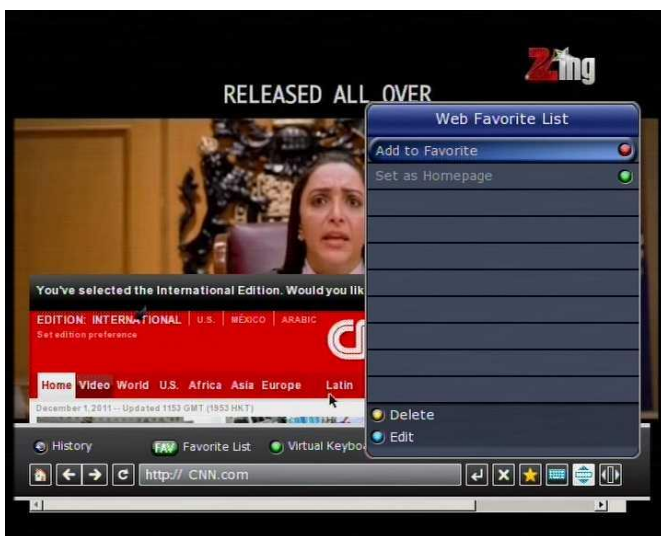 Zing
RELEASED ALL OVER
Web Favorite List
Add to Favorite
Set as Homepage
You've selected the International Edition. Would you lik
EDITION: INTERNATIONAL U.S. MÉXICO ARABIC
Set edition preference
Home Video World U.S. Africa Asia Europe Latin
December 1, 2011 -- Updated 1153 GMT (1953 HKT)
Delete
Edit
History FAV Favorite List Virtual Keybo
http:// CNN.com